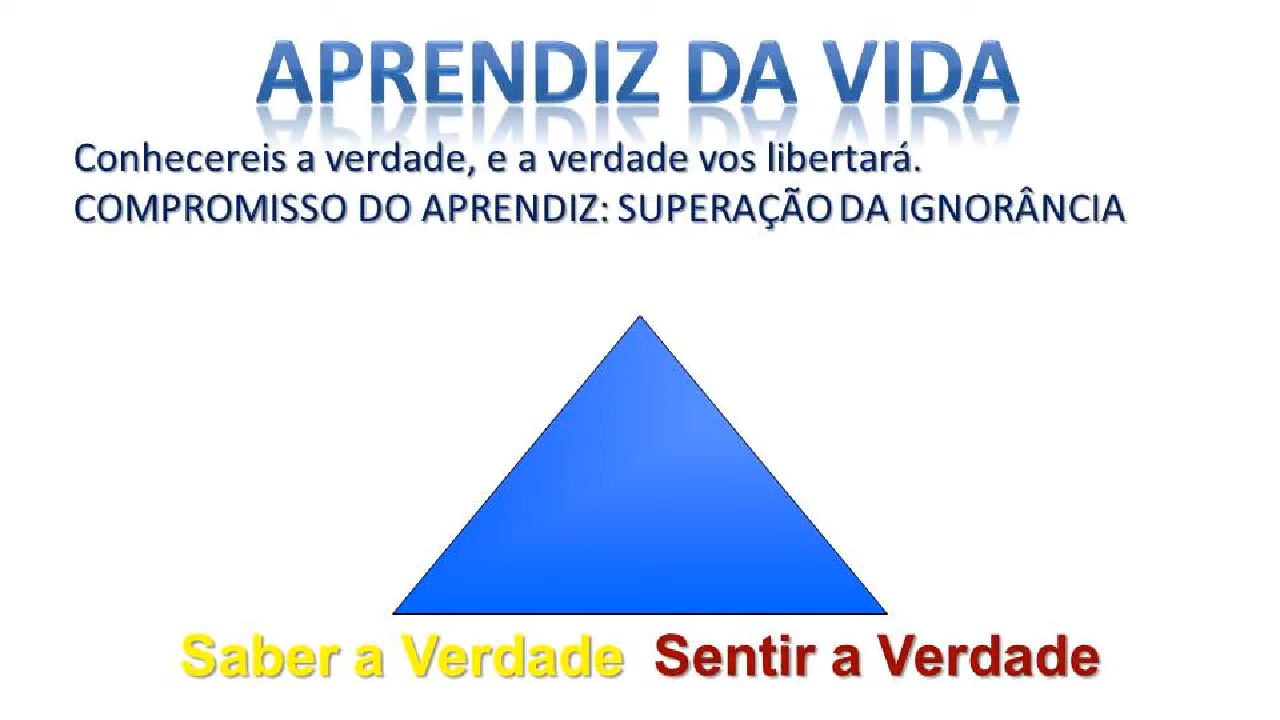 APRENDIZ DA VIDA
Conhecereis a verdade, e a verdade vos libertará.
COMPROMISSO DO APRENDIZ: SUPERAÇÃO DA IGNORÂNCIA
Saber a Verdade Sentir a Verdade